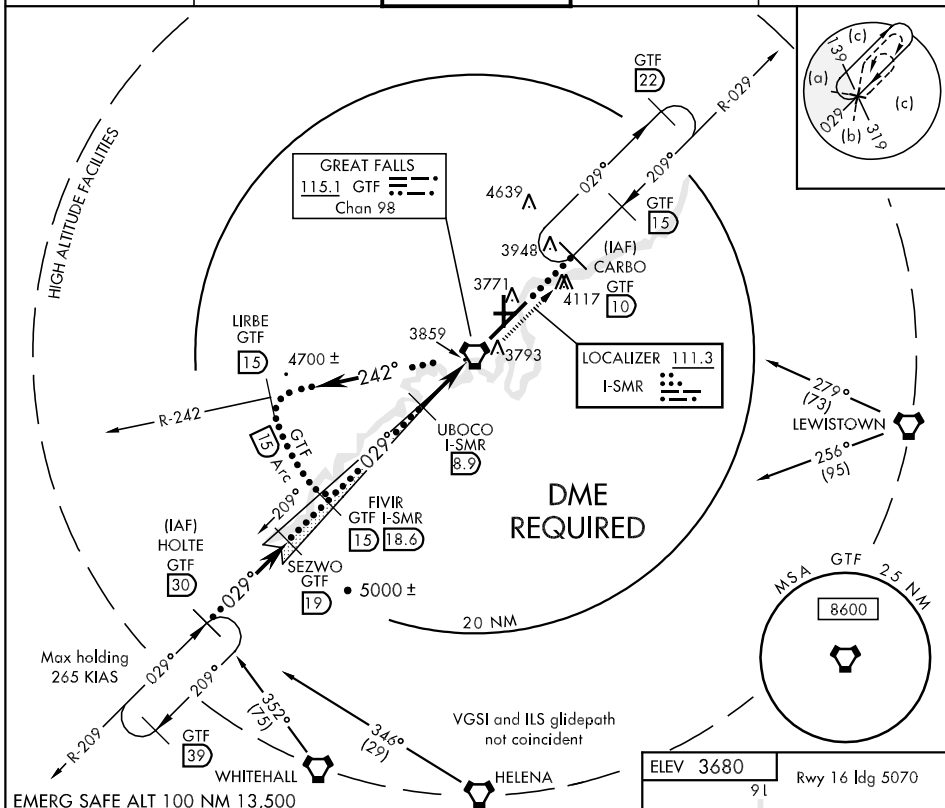 (c)
139
(a)
(c)
029
(b)
319
GTF
22
R-029
HIGH ALTITUDE FACILITIES
GREAT FALLS
115.1 GTF
Chan 98
029°
209°
GTF
15
4639
3948
(IAF)
CARBO
GTF
10
3771
4117
LIRBE
GTF
15
4700 ±
3859
3793
242°
LOCALIZER 111.3
I-SMR
R-242
279°
(73)
LEWISTOWN
256°
(95)
15 GTF Arc
029°
UBOCO
I-SMR
8.9
209°
DME
REQUIRED
(IAF)
HOLTE
GTF
30
FIVIR
GTF I-SMR
15 18.6
029°
SEZWO
GTF
19
5000 ±
MSA GTF 25 NM
8600
20 NM
Max holding
265 KIAS
029°
209°
R-209
352°
(75)
346°
(29)
VGSI and ILS glidepath
not coincident
GTF
39
WHITEHALL
HELENA
ELEV 3680
Rwy 16 ldg 5070
91
EMERG SAFE ALT 100 NM 13,500